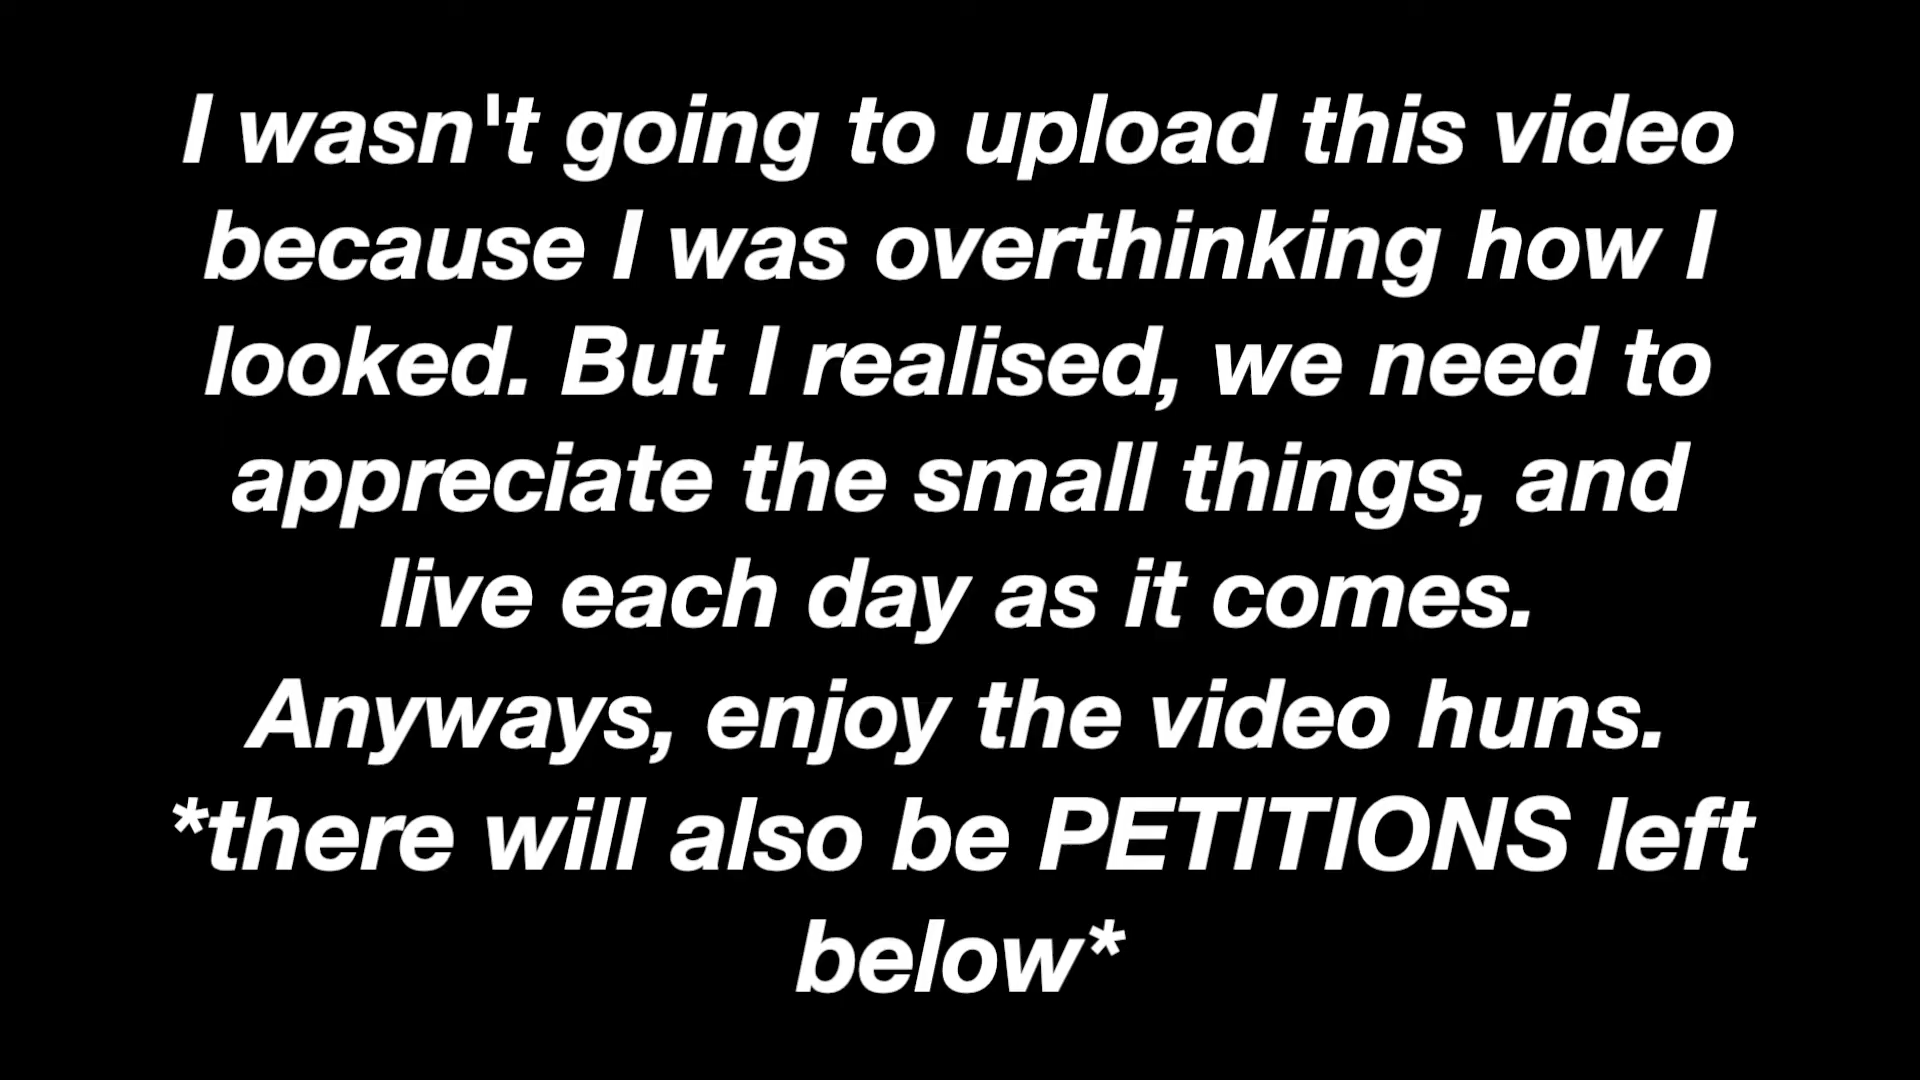 I wasn't going to upload this video
because I was overthinking how I
looked. But I realised, we need to
appreciate the small things, and
live each day as it comes.
Anyways, enjoy the video huns.
*there will also be PETITIONS left
below*